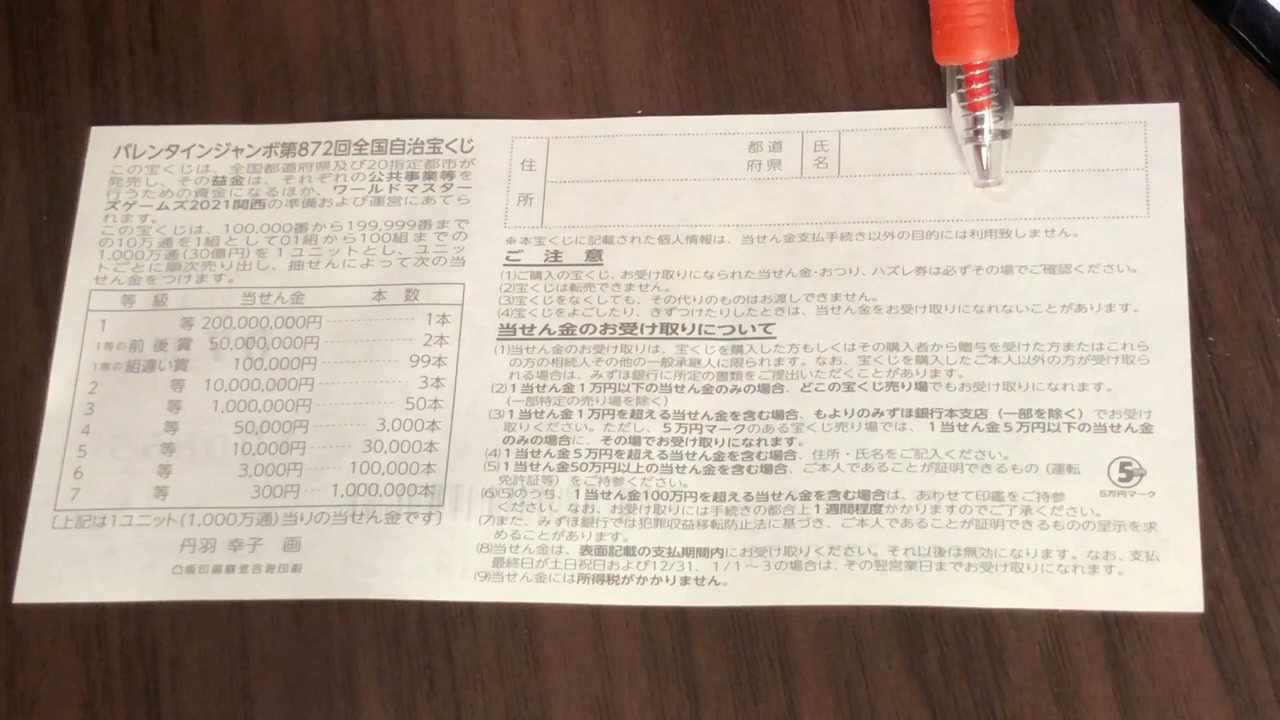 バレンタインジャンボ第872回全国自治宝くじ
この宝くじは、全国都道府県及び20指定都市が
発売し、その益金は、それぞれの公共事業等を
行うための資金になるほか、ワールドマスター
ズゲームズ2021関西の準備および運営にあてら
れます。
この宝くじは、100,000番から199,999番まで
の10万通を1組として01組から100組までの
1,000万通(30億円)を1ユニットとし、ユニッ
トごとに順次売り出し、抽せんによって次の当
せん金をつけます。
等 級 当せん金 本 数
1 等 200,000,000円 1本
1等の前後賞 50,000,000円 2本
1等の組違い賞 100,000円 99本
2 等 10,000,000円 3本
3 等 1,000,000円 50本
4 等 50,000円 3,000本
5 等 10,000円 30,000本
6 等 3,000円 100,000本
7 等 300円 1,000,000本
[上記は1ユニット(1,000万通)当りの当せん金です]
丹羽 幸子 画
住所
都道府県
氏名
※本宝くじに記載された個人情報は、当せん金支払手続き以外の目的には利用致しません。
ご 注 意
(1)ご購入の宝くじ、お受け取りになられた当せん金・おつり、ハズレ券は必ずその場でご確認ください。
(2)宝くじは転売できません。
(3)宝くじをなくしても、その代りのものはお渡しできません。
(4)宝くじをよごしたり、きずつけたりしたときは、当せん金をお受け取りになれないことがあります。
当せん金のお受け取りについて
(1)当せん金のお受け取りは、宝くじを購入した方もしくはその購入者から贈与を受けた方またはこれら
の方の相続人その他の一般承継人に限られます。なお、宝くじを購入したご本人以外の方が受け取ら
れる場合は、みずほ銀行に所定の書類をご提出いただくことがあります。
(2)1当せん金1万円以下の当せん金のみの場合、どこの宝くじ売り場でもお受け取りになれます。
(一部特定の売り場を除く)
(3)1当せん金1万円を超える当せん金を含む場合、もよりのみずほ銀行本支店(一部を除く)でお受け
取りください。ただし、5万円マークのある宝くじ売り場では、1当せん金5万円以下の当せん金
のみの場合に、その場でお受け取りになれます。
(4)1当せん金5万円を超える当せん金を含む場合、住所・氏名をご記入ください。
(5)1当せん金50万円以上の当せん金を含む場合、ご本人であることが証明できるもの(運転
免許証等)をご持参ください。
(6)(5)のうち、1当せん金100万円を超える当せん金を含む場合は、あわせて印鑑をご持参
ください。なお、お受け取りには手続きの都合上1週間程度かかりますのでご了承ください。
(7)また、みずほ銀行では犯罪収益移転防止法に基づき、ご本人であることが証明できるものの呈示を求
めることがあります。
(8)当せん金は、表面記載の支払期間内にお受け取りください。それ以後は無効になります。なお、支払
最終日が土日祝日および12/31、1/1~3の場合は、その翌営業日までお受け取りになれます。
(9)当せん金には所得税がかかりません。
5
5万円マーク